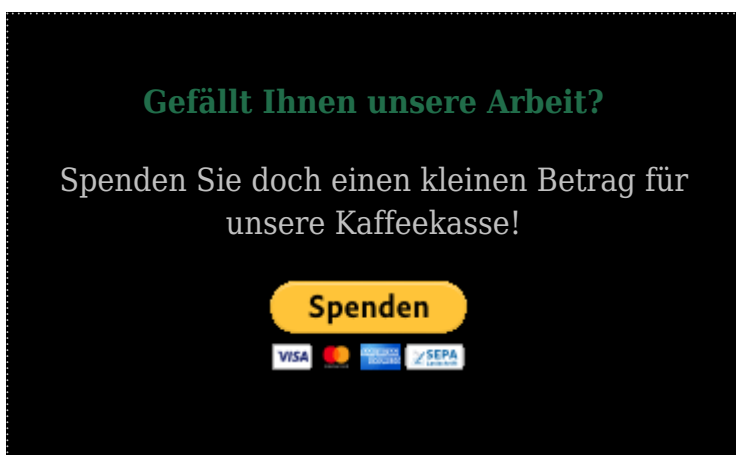 Gefällt Ihnen unsere Arbeit?
Spenden Sie doch einen kleinen Betrag für
unsere Kaffeekasse!
Spenden
VISA SEPA